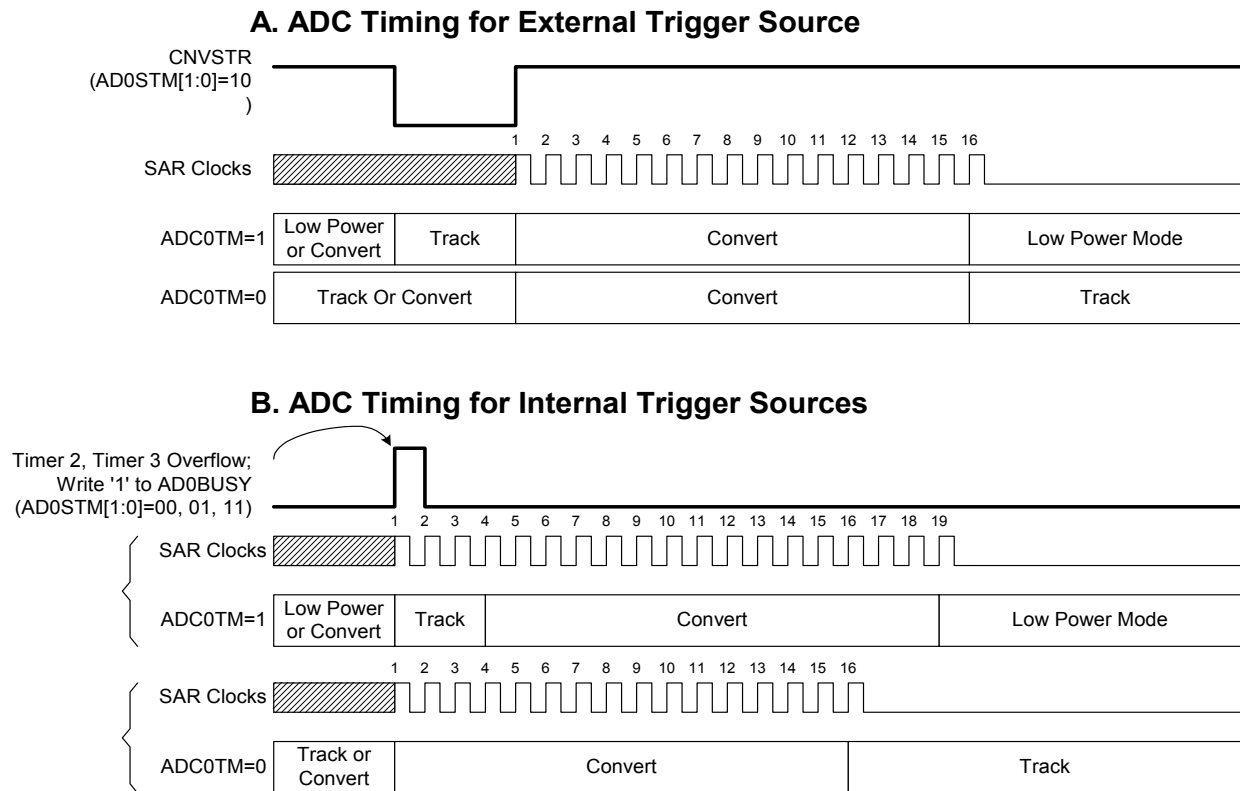 A. ADC Timing for External Trigger Source
CNVSTR
(AD0STM[1:0]=10
)
1 2 3 4 5 6 7 8 9 10 11 12 13 14 15 16
SAR Clocks
ADC0TM=1
Low Power
or Convert
Track
Convert
Low Power Mode
ADC0TM=0
Track Or Convert
Convert
Track
B. ADC Timing for Internal Trigger Sources
Timer 2, Timer 3 Overflow;
Write '1' to AD0BUSY
(AD0STM[1:0]=00, 01, 11)
1 2 3 4 5 6 7 8 9 10 11 12 13 14 15 16 17 18 19
SAR Clocks
ADC0TM=1
Low Power
or Convert
Track
Convert
Low Power Mode
1 2 3 4 5 6 7 8 9 10 11 12 13 14 15 16
SAR Clocks
ADC0TM=0
Track or
Convert
Convert
Track